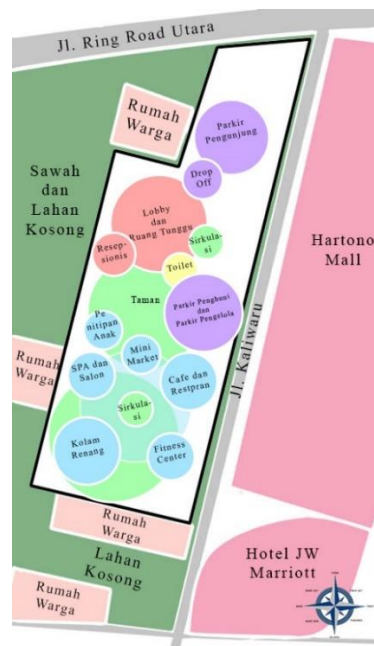 Jl. Ring Road Utara
Rumah
Warga
Parkir
Pengunjung
Sawah
dan
Lahan
Kosong
Drop
Off
Lobby
dan
Ruang Tunggu
Resep-
sionis
Sirkula-
si
Hartono
Mall
Toilet
Taman
Parkir Penghuni
dan
Parkir Pengelola
Pe
nitipan
Anak
Mini
Market
Jl. Kaliwaru
Rumah
Warga
SPA dan
Salon
Cafe dan
Restpran
Sirkula-
si
Kolam
Renang
Fitness
Center
Rumah
Warga
Lahan
Kosong
Hotel JW
Marriott
Rumah
Warga